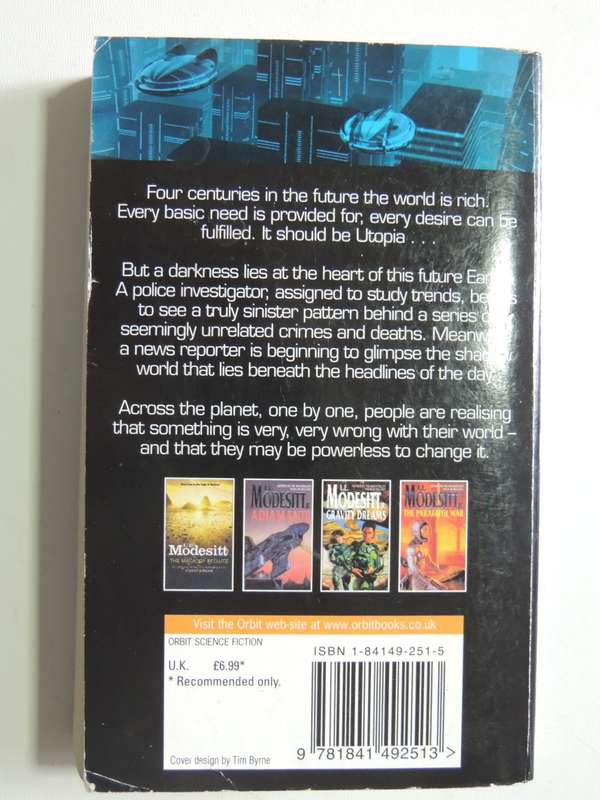 Four centuries in the future the world is rich.
Every basic need is provided for, every desire can be
fulfilled. It should be Utopia . . .
But a darkness lies at the heart of this future
A police investigator, assigned to study trends,
to see a truly sinister pattern behind a series
seemingly unrelated crimes and deaths.
a news reporter is beginning to glimpse the
world that lies beneath the headlines of the day
Across the planet, one by one, people are realising
that something is very, very wrong with their world –
and that they may be powerless to change it.
L.E. Modesitt
L.E. MODESITT,
ADIAMANTE
L.E. MODESITT,
GRAVITY DREAMS
L.E. MODESITT,
THE PARAFAITH WAR
Visit the Orbit web-site at www.orbitbooks.co.uk
ORBIT SCIENCE FICTION
U.K. £6.99*
* Recommended only.
ISBN 1-84149-251-5
9 781841 492513 >
Cover design by Tim Byrne